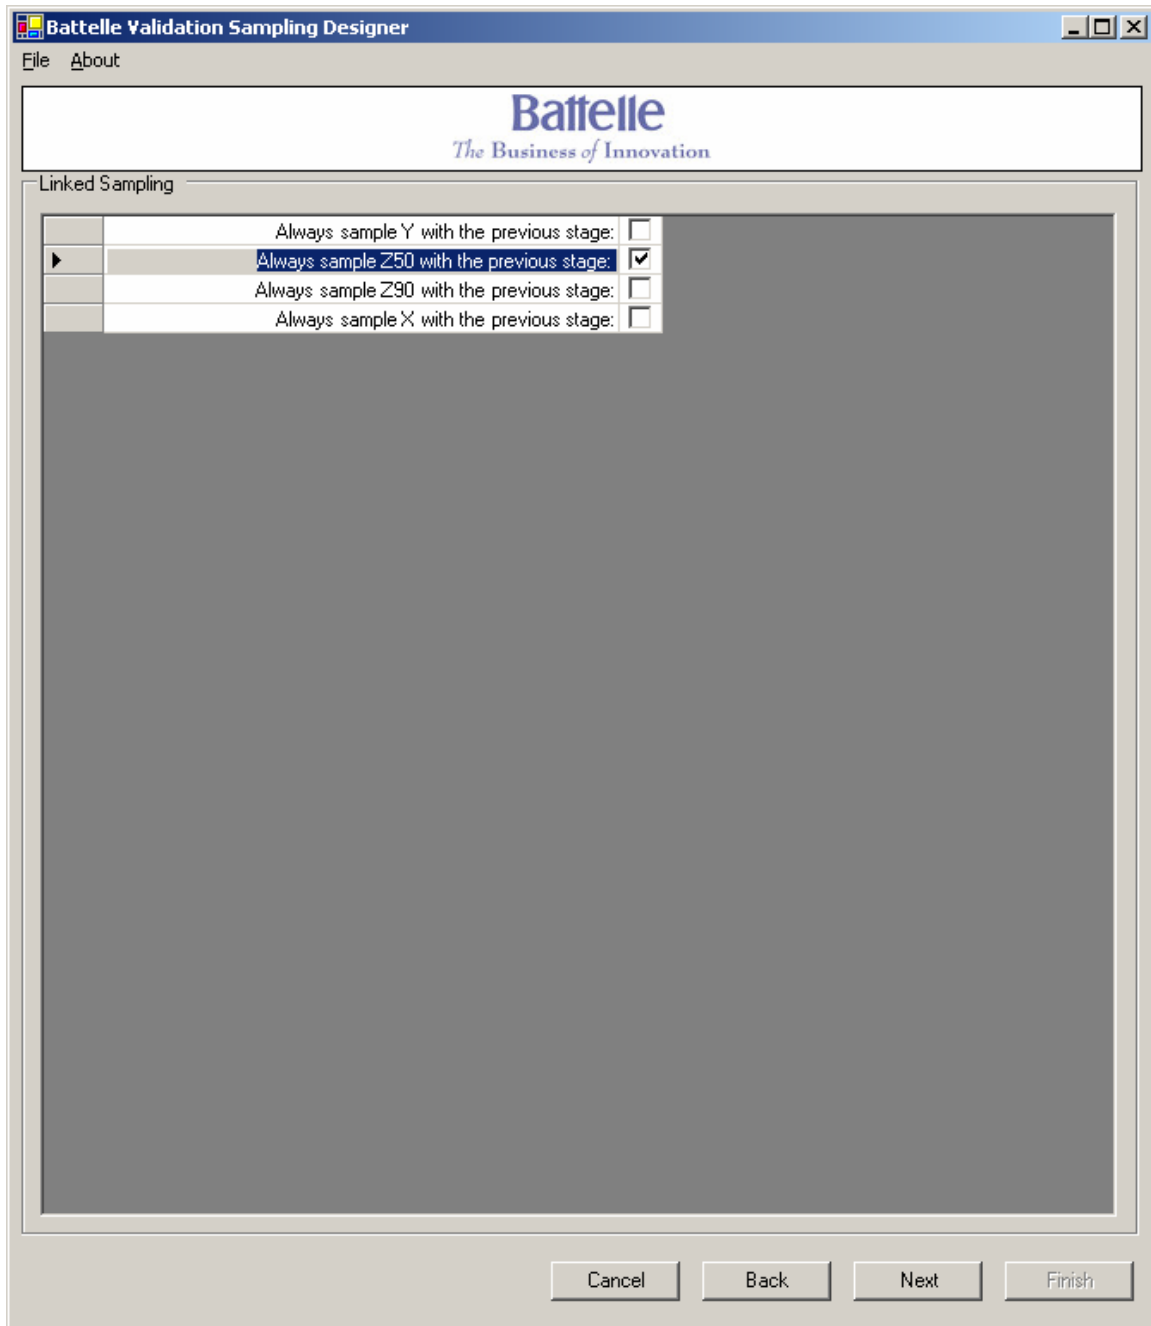 Battelle Validation Sampling Designer
File About
Battelle
The Business of Innovation
Linked Sampling
Always sample Y with the previous stage:
Always sample Z50 with the previous stage:
Always sample Z90 with the previous stage:
Always sample X with the previous stage:
Cancel Back Next Finish